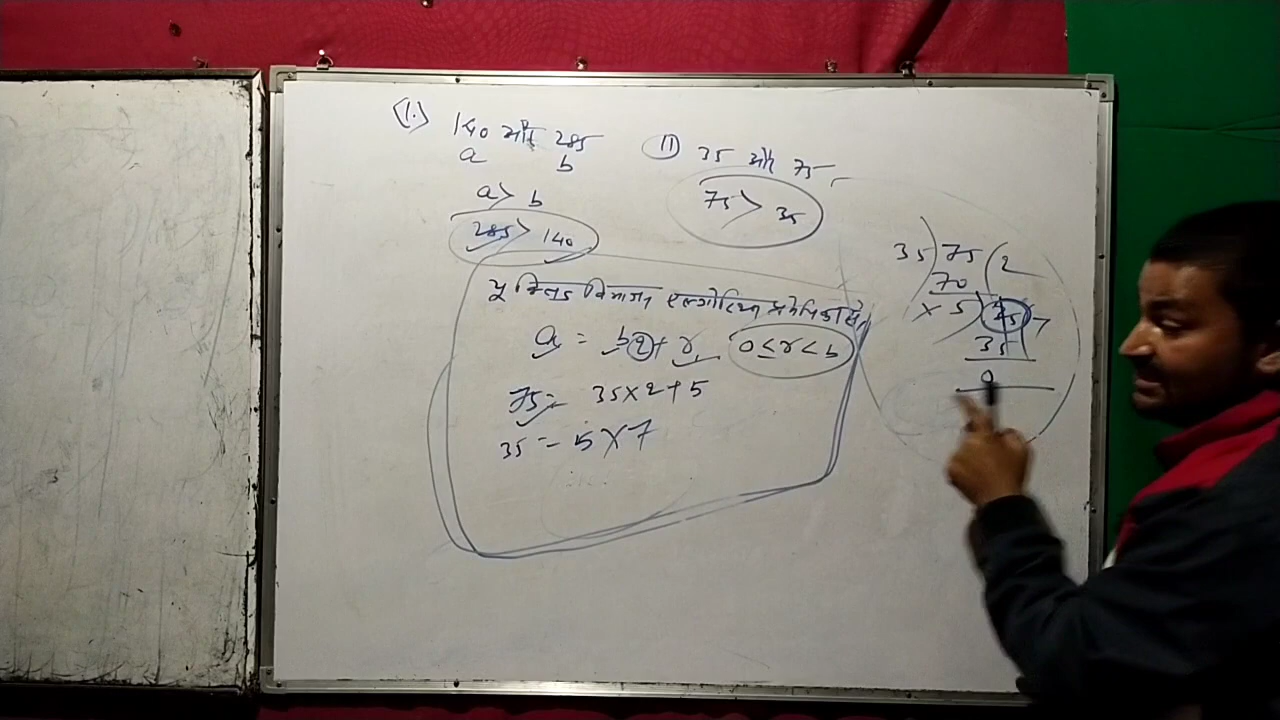 (1.) 140 और 285
a b
a > b
285 > 140
(II) 35 और 75,
75 > 35
यूक्लिड विभाजन एल्गोरिथ्म प्रमेयिका से,
a = bq + r, 0 ≤ r < b
75 = 35 × 2 + 5
35 = 5 × 7
35) 75 (2
70
× 5) 35 7
35
0